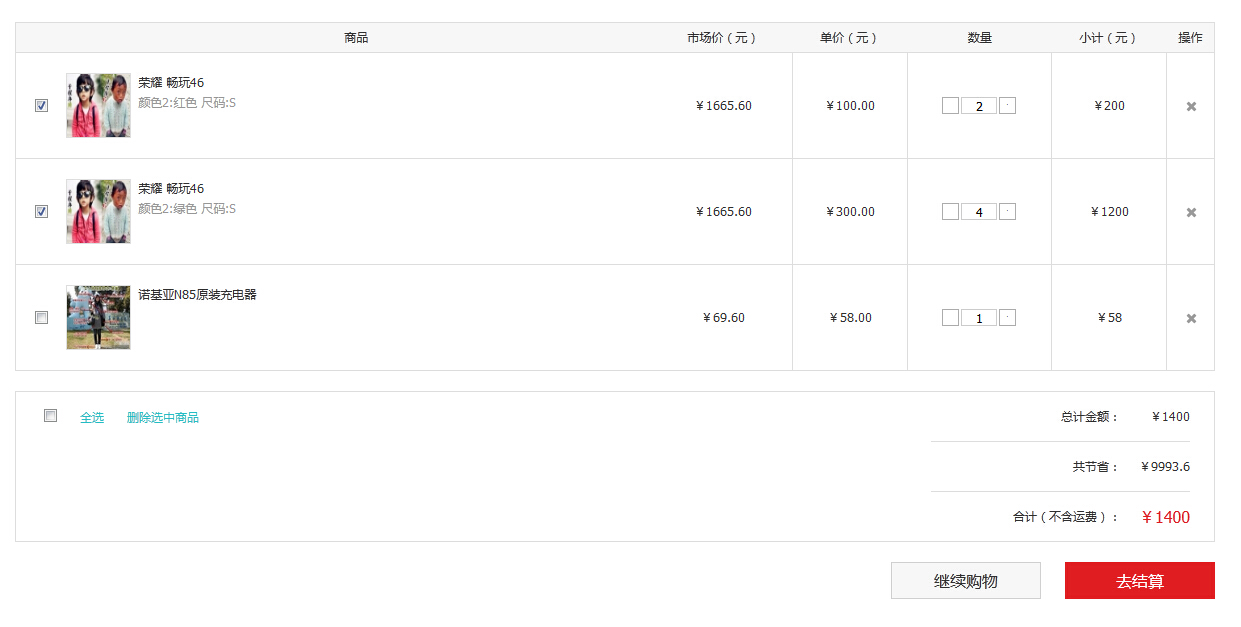 商品 市场价（元） 单价（元） 数量 小计（元） 操作
荣耀 畅玩46
颜色2:红色 尺码:S
￥1665.60 ￥100.00 2 ￥200
荣耀 畅玩46
颜色2:绿色 尺码:S
￥1665.60 ￥300.00 4 ￥1200
诺基亚N85原装充电器
￥69.60 ￥58.00 1 ￥58
全选 删除选中商品 总计金额： ￥1400
共节省： ￥9993.6
合计（不含运费）： ￥1400
继续购物 去结算